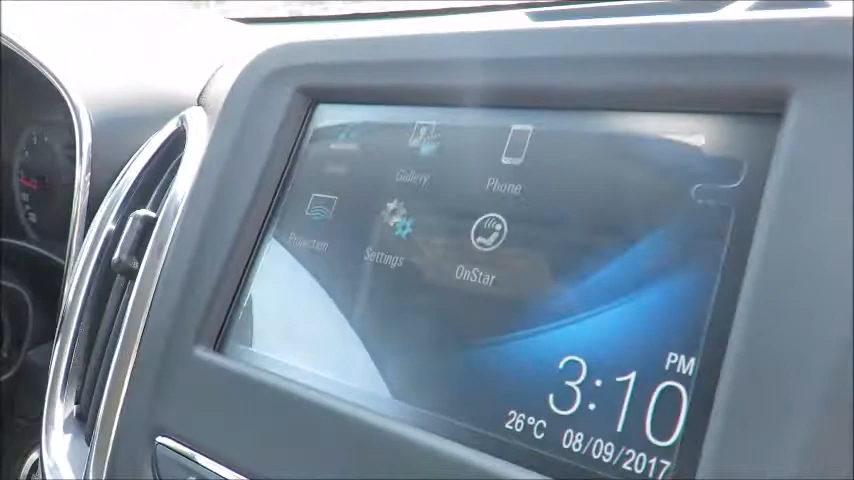 Gallery
Phone
Projection
Settings
OnStar
3:10 PM
26°C
08/09/2017